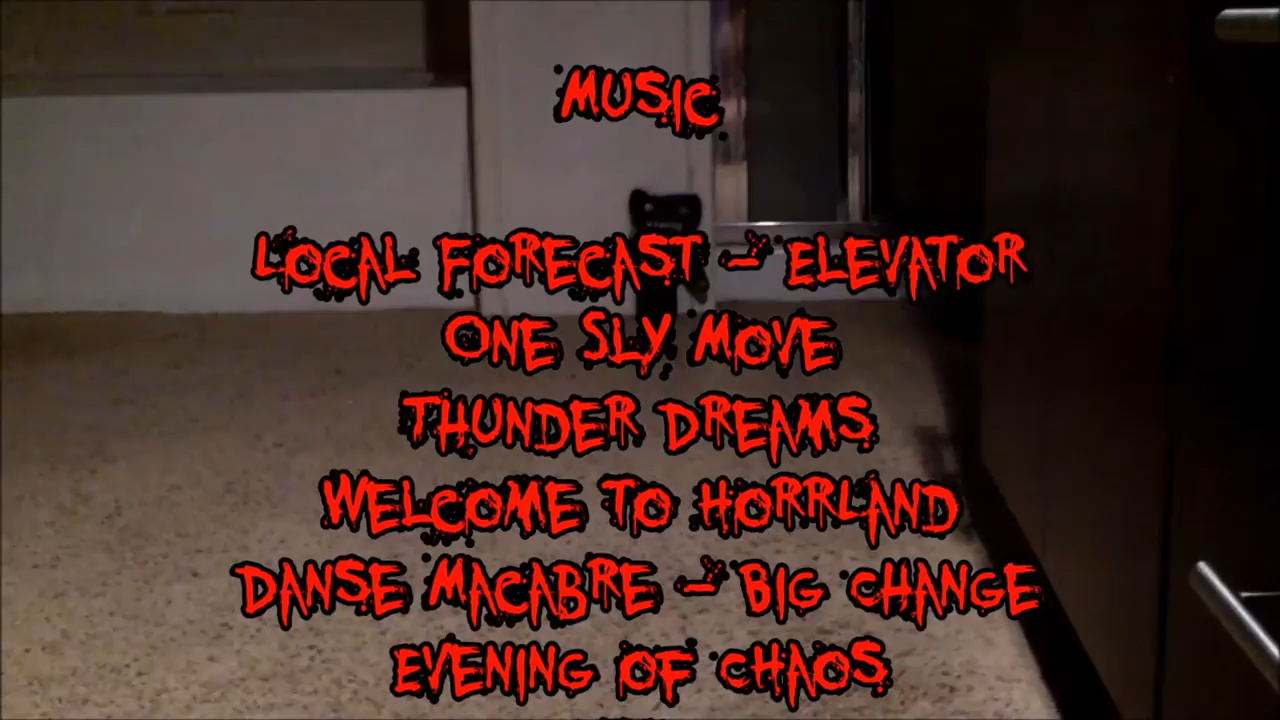 MUSIC
LOCAL FORECAST - ELEVATOR
ONE SLY MOVE
THUNDER DREAMS
WELCOME TO HORRLAND
DANSE MACABRE - BIG CHANGE
EVENING OF CHAOS